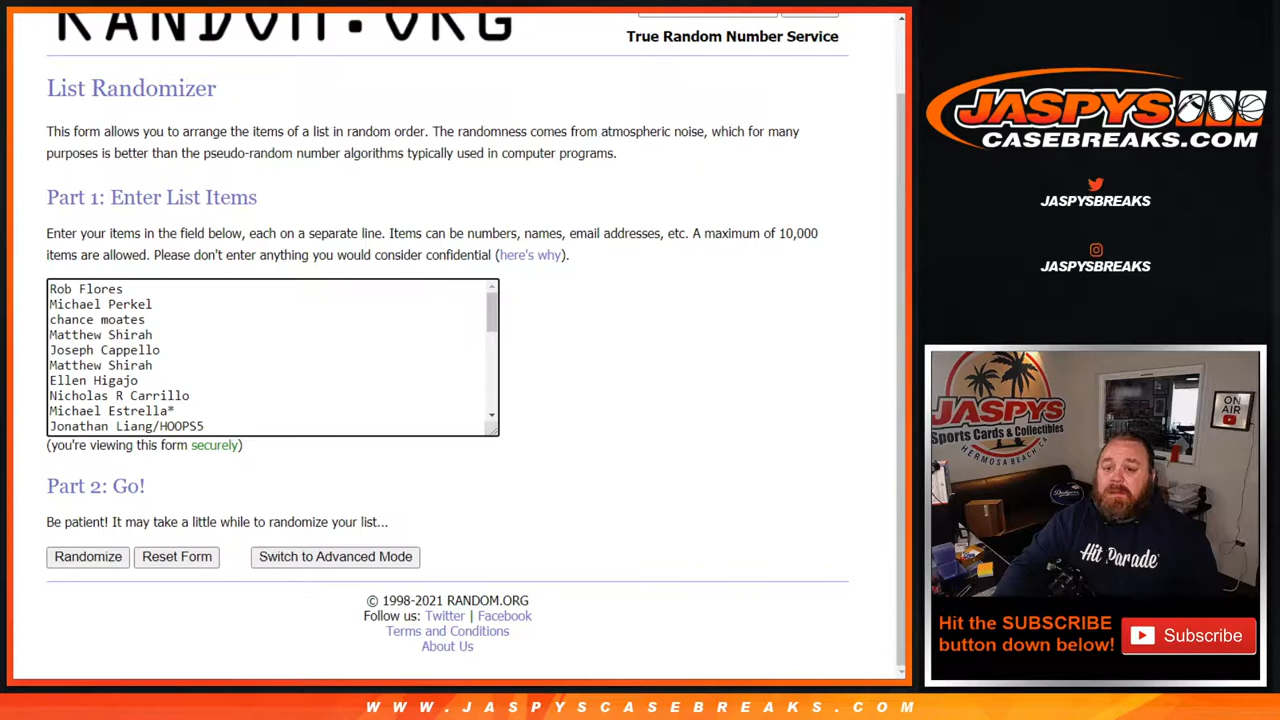 RANDOM.ORG
True Random Number Service
List Randomizer
This form allows you to arrange the items of a list in random order. The randomness comes from atmospheric noise, which for many
purposes is better than the pseudo-random number algorithms typically used in computer programs.
Part 1: Enter List Items
Enter your items in the field below, each on a separate line. Items can be numbers, names, email addresses, etc. A maximum of 10,000
items are allowed. Please don't enter anything you would consider confidential (here's why).
Rob Flores
Michael Perkel
chance moates
Matthew Shirah
Joseph Cappello
Matthew Shirah
Ellen Higajo
Nicholas R Carrillo
Michael Estrella*
Jonathan Liang/HOOPS5
(you're viewing this form securely)
Part 2: Go!
Be patient! It may take a little while to randomize your list...
Randomize
Reset Form
Switch to Advanced Mode
© 1998-2021 RANDOM.ORG
Follow us: Twitter | Facebook
Terms and Conditions
About Us
JASPYS
CASEBREAKS.COM
JASPYSBREAKS
JASPYSBREAKS
JASPYS
Sports Cards & Collectibles
HERMOSA BEACH, CA
ON
AIR
Dodgers
Hit Parade
Hit the SUBSCRIBE
button down below!
Subscribe
WWW.JASPYSCASEBREAKS.COM